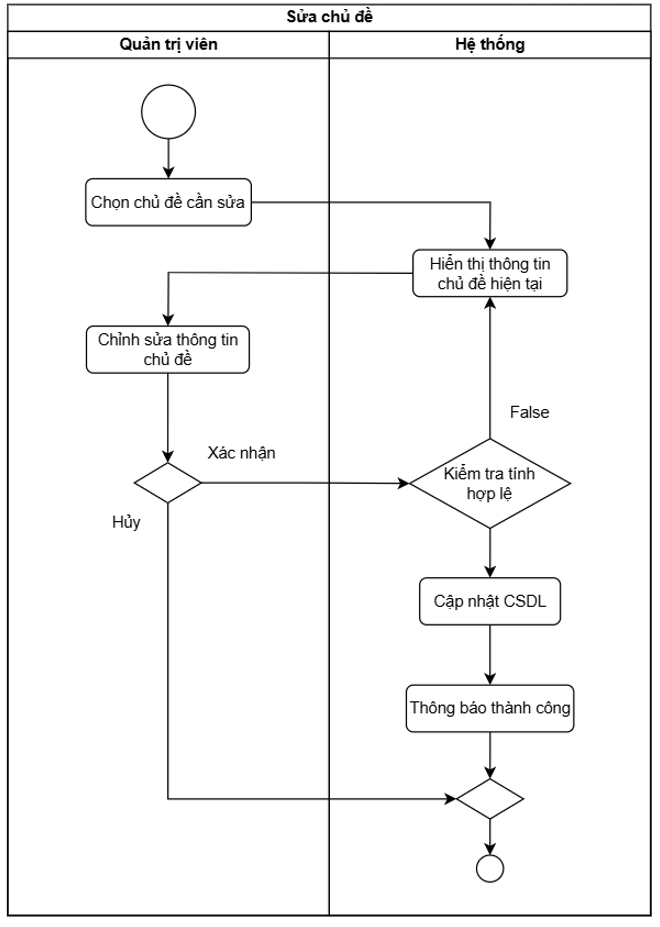 Sửa chủ đề
Quản trị viên
Hệ thống
Chọn chủ đề cần sửa
Hiển thị thông tin
chủ đề hiện tại
Chỉnh sửa thông tin
chủ đề
False
Xác nhận
Kiểm tra tính
hợp lệ
Hủy
Cập nhật CSDL
Thông báo thành công